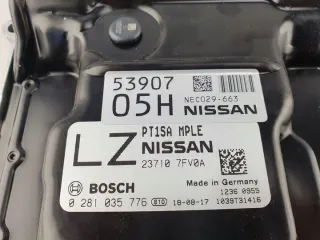 53907
05H NEC029-663
NISSAN
LZ PT1SA MPLE
NISSAN
23710 7FV0A
BOSCH Made in Germany
1236 0955
0 281 035 776 B10 18-08-17 1039T31416